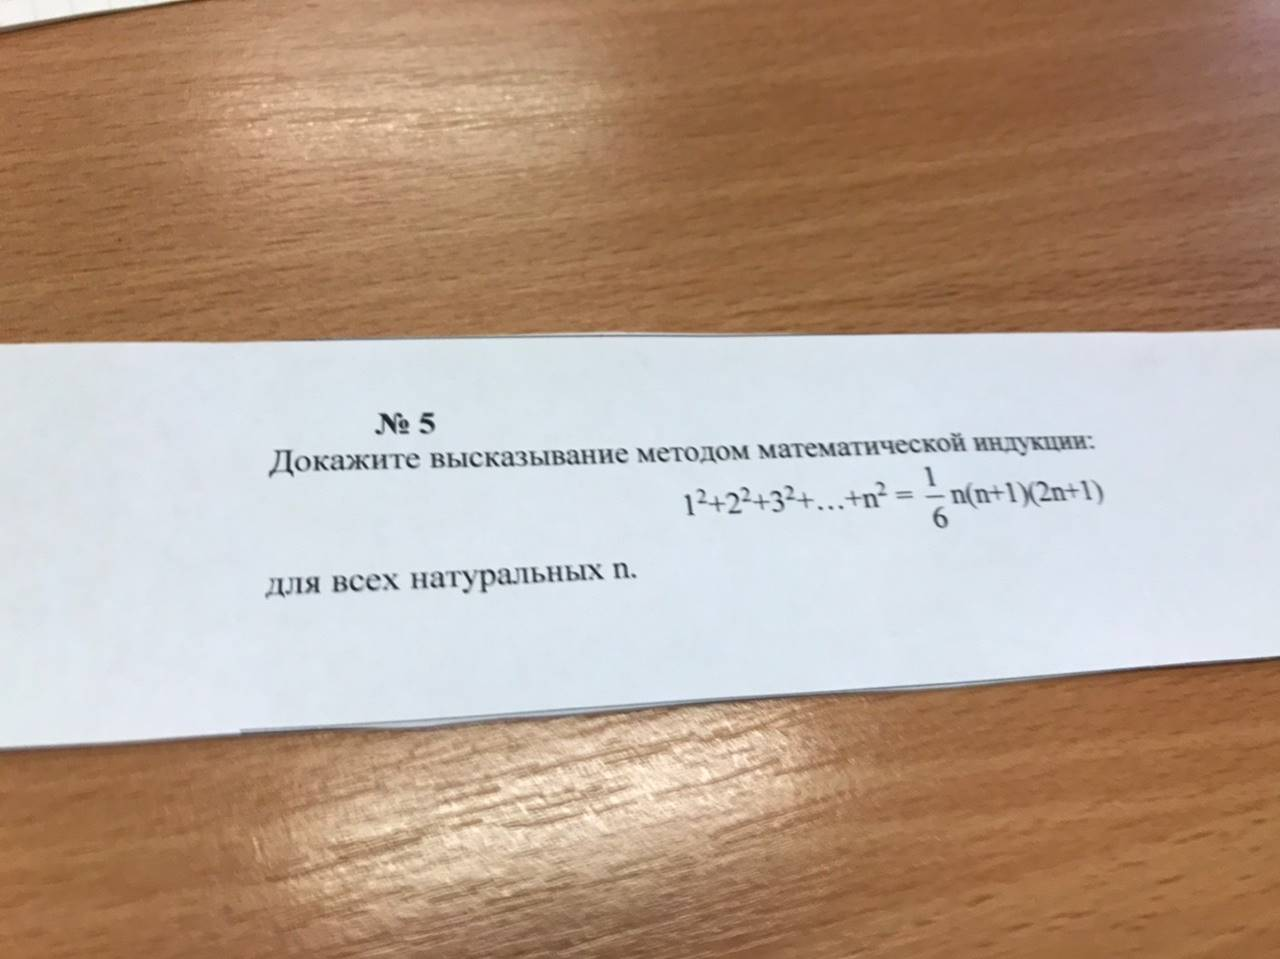 № 5
Докажите высказывание методом математической индукции:
1²+2²+3²+…+n² = 1/6 n(n+1)(2n+1)
для всех натуральных n.